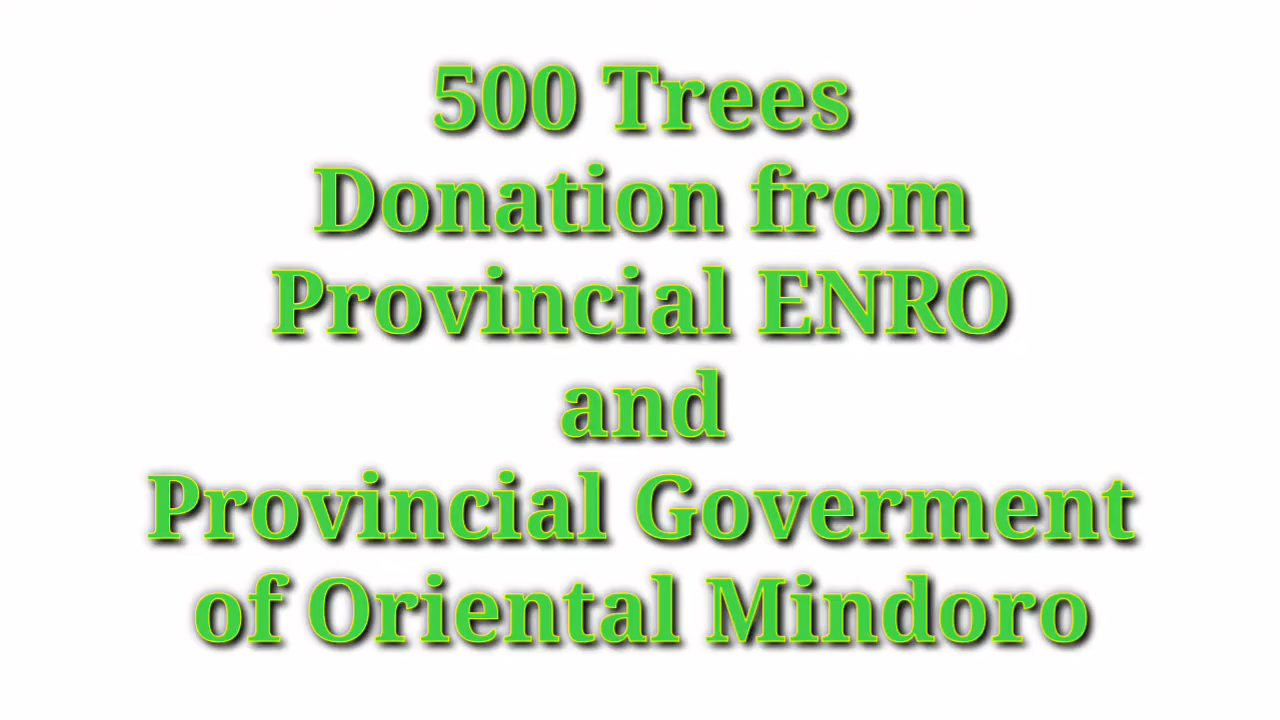 500 Trees
Donation from
Provincial ENRO
and
Provincial Goverment
of Oriental Mindoro